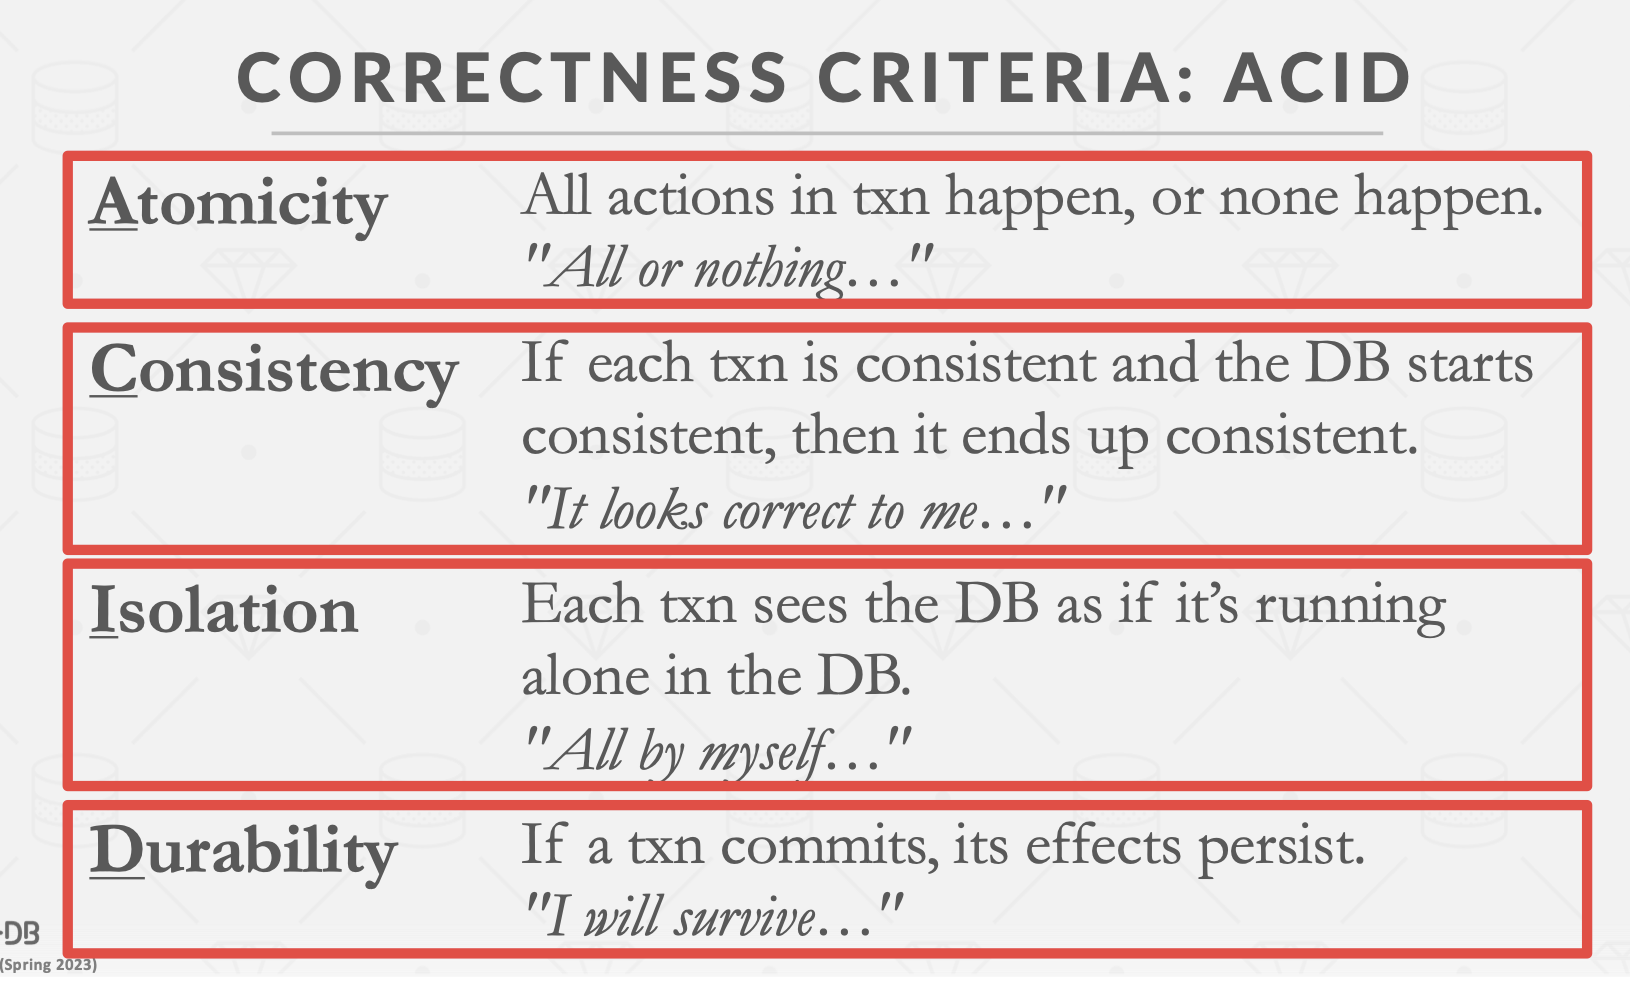 CORRECTNESS CRITERIA: ACID
Atomicity
All actions in txn happen, or none happen.
"All or nothing…"
Consistency
If each txn is consistent and the DB starts
consistent, then it ends up consistent.
"It looks correct to me…"
Isolation
Each txn sees the DB as if it’s running
alone in the DB.
"All by myself…"
Durability
If a txn commits, its effects persist.
"I will survive…"
·DB
(Spring 2023)